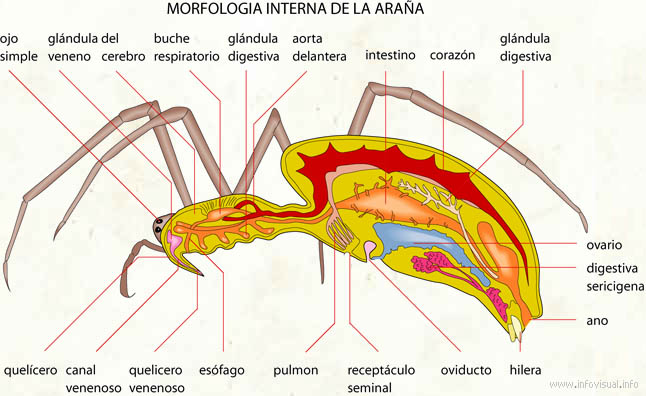 MORFOLOGIA INTERNA DE LA ARAÑA
ojo
simple
glándula del
veneno
cerebro
buche
respiratorio
glándula
digestiva
aorta
delantera
intestino
corazón
glándula
digestiva
ovario
digestiva
sericigena
ano
quelícero
canal
venenoso
quelicero
venenoso
esófago
pulmon
receptáculo
seminal
oviducto
hilera
www.infovisual.info